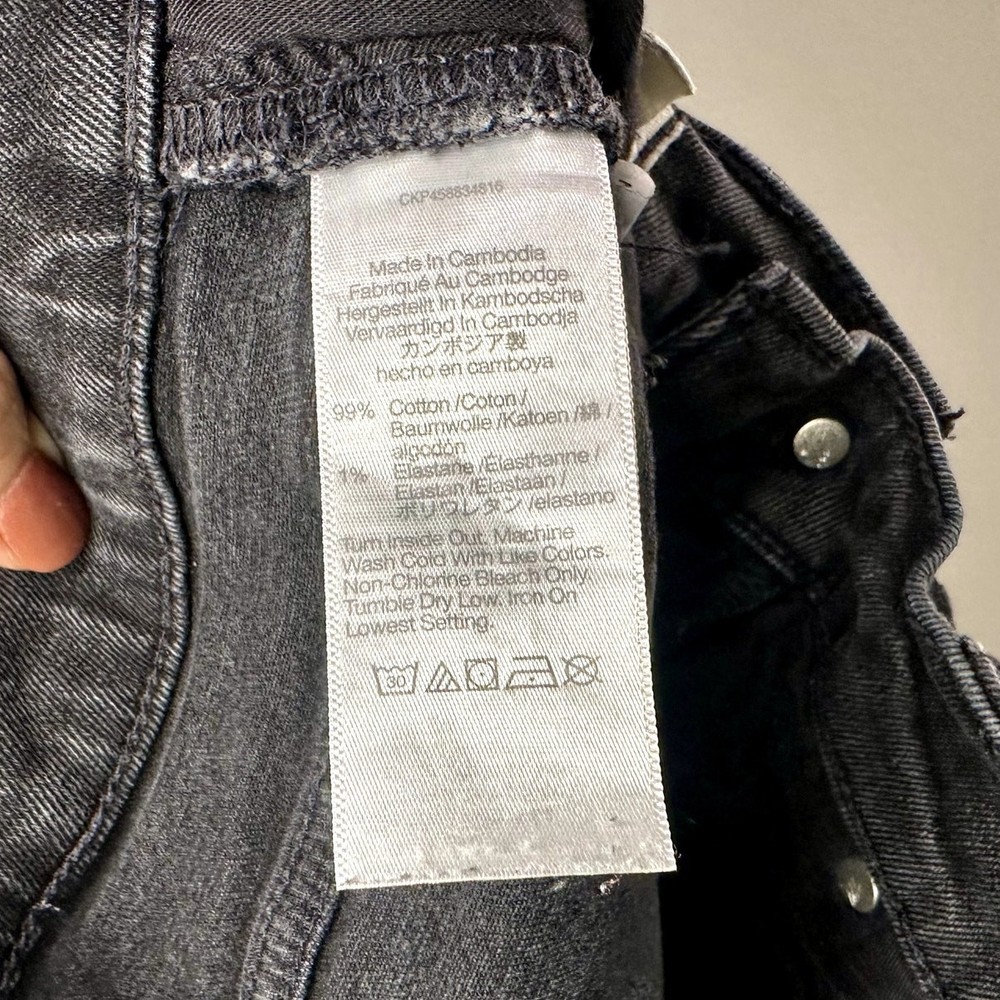 CKP458834816
Made In Cambodia
Fabriqué Au Cambodge
Hergestellt In Kambodscha
Vervaardigd In Cambodja
カンボジア製
hecho en camboya
99% Cotton /Coton /
Baumwolle /Katoen /綿 /
algodón
1% Elastane /Elasthanne /
Elastan /Elastaan /
ポリウレタン /elastano
Turn Inside Out. Machine
Wash Cold With Like Colors.
Non-Chlorine Bleach Only.
Tumble Dry Low. Iron On
Lowest Setting.
30